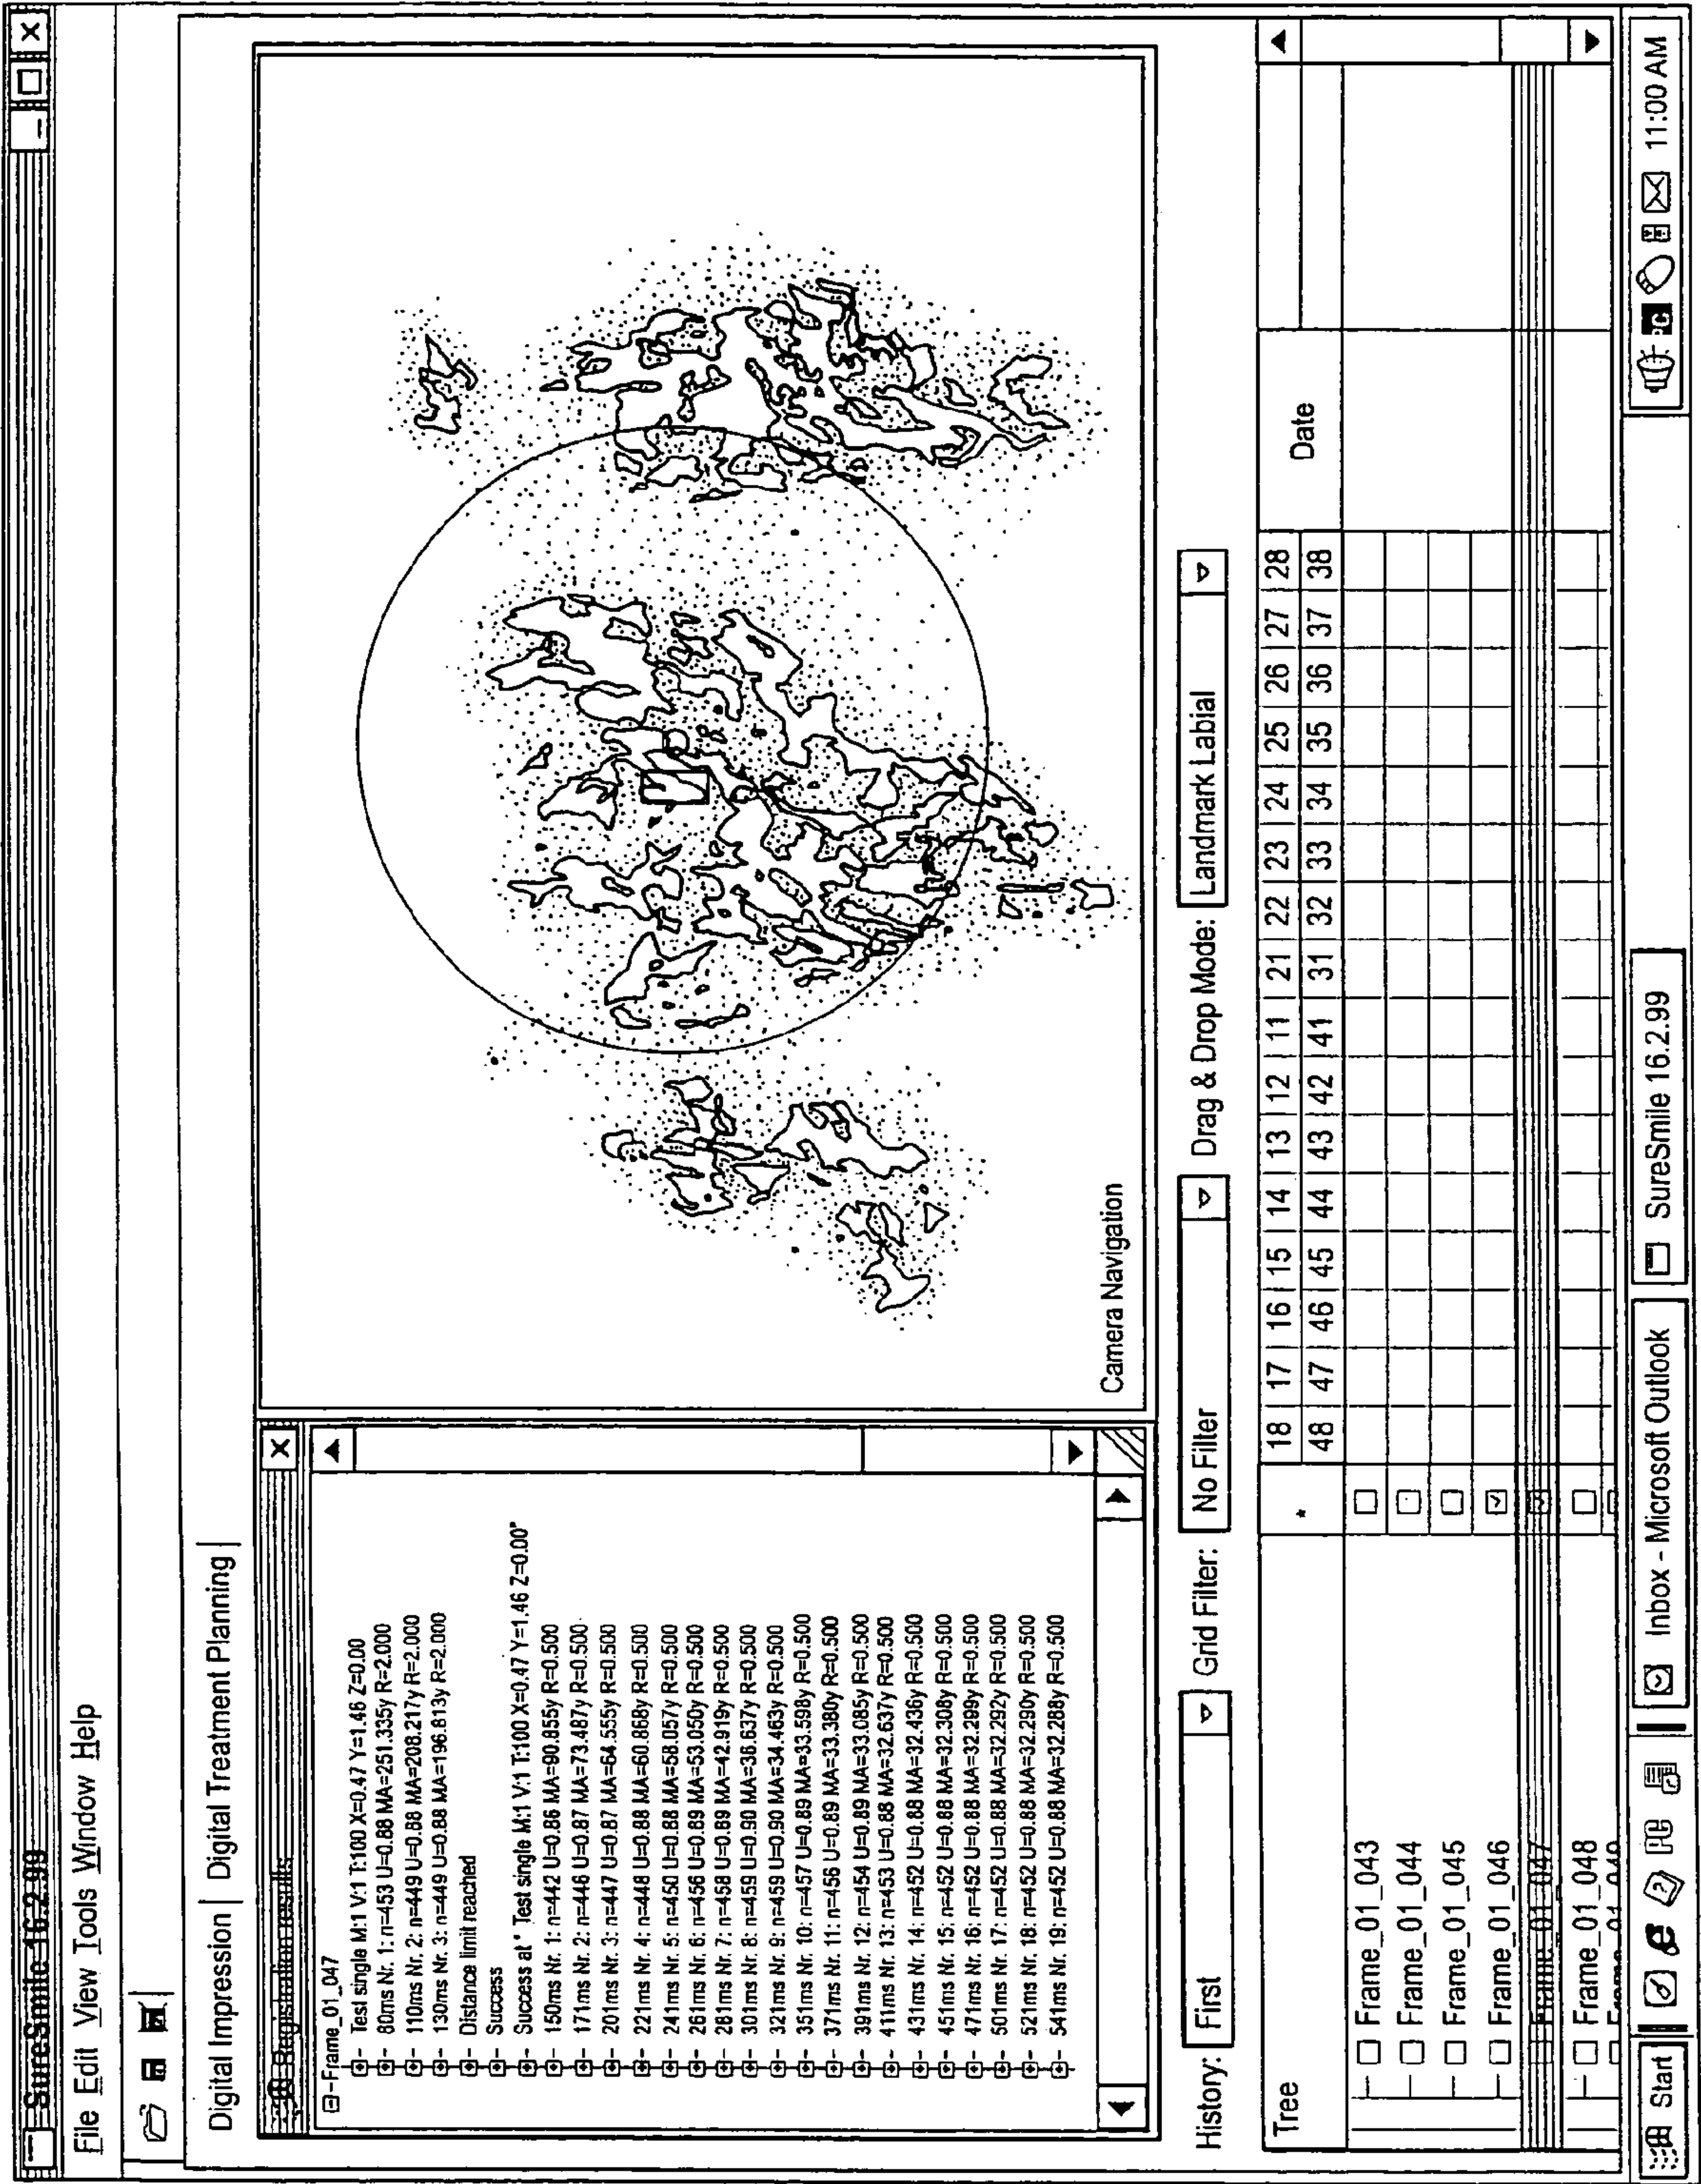 SureSmile 16.2.99
File Edit View Tools Window Help
Digital Impression | Digital Treatment Planning
Registration results
Frame_01_047
Test single M:1 V:1 T:100 X=0.47 Y=1.46 Z=0.00
80ms Nr. 1: n=453 U=0.88 MA=251.335y R=2.000
110ms Nr. 2: n=449 U=0.88 MA=208.217y R=2.000
130ms Nr. 3: n=449 U=0.88 MA=196.813y R=2.000
Distance limit reached
Success
Success at " Test single M:1 V:1 T:100 X=0.47 Y=1.46 Z=0.00"
150ms Nr. 1: n=442 U=0.86 MA=90.855y R=0.500
171ms Nr. 2: n=446 U=0.87 MA=73.487y R=0.500
201ms Nr. 3: n=447 U=0.87 MA=64.555y R=0.500
221ms Nr. 4: n=448 U=0.88 MA=60.868y R=0.500
241ms Nr. 5: n=450 U=0.88 MA=58.057y R=0.500
261ms Nr. 6: n=456 U=0.89 MA=53.050y R=0.500
281ms Nr. 7: n=458 U=0.89 MA=42.919y R=0.500
301ms Nr. 8: n=459 U=0.90 MA=36.637y R=0.500
321ms Nr. 9: n=459 U=0.90 MA=34.463y R=0.500
351ms Nr. 10: n=457 U=0.89 MA=33.598y R=0.500
371ms Nr. 11: n=456 U=0.89 MA=33.380y R=0.500
391ms Nr. 12: n=454 U=0.89 MA=33.085y R=0.500
411ms Nr. 13: n=453 U=0.88 MA=32.637y R=0.500
431ms Nr. 14: n=452 U=0.88 MA=32.436y R=0.500
451ms Nr. 15: n=452 U=0.88 MA=32.308y R=0.500
471ms Nr. 16: n=452 U=0.88 MA=32.299y R=0.500
501ms Nr. 17: n=452 U=0.88 MA=32.292y R=0.500
521ms Nr. 18: n=452 U=0.88 MA=32.290y R=0.500
541ms Nr. 19: n=452 U=0.88 MA=32.288y R=0.500
Camera Navigation
History: First Grid Filter: No Filter Drag & Drop Mode: Landmark Labial
Tree * 18 17 16 15 14 13 12 11 21 22 23 24 25 26 27 28 Date
48 47 46 45 44 43 42 41 31 32 33 34 35 36 37 38
Frame_01_043
Frame_01_044
Frame_01_045
Frame_01_046
Frame_01_047
Frame_01_048
Frame_01_049
Start Inbox - Microsoft Outlook SureSmile 16.2.99 11:00 AM